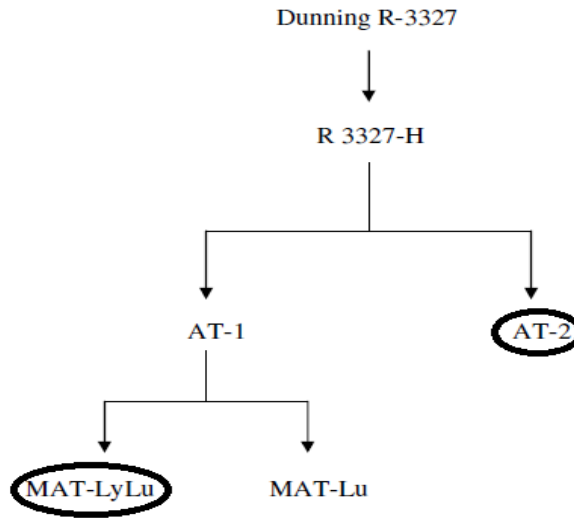 Dunning R-3327
R 3327-H
AT-1
AT-2
MAT-LyLu
MAT-Lu